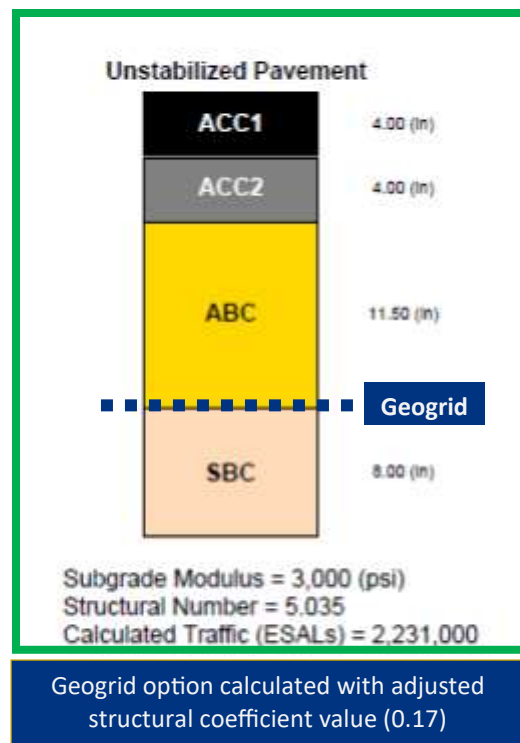 Unstabilized Pavement
ACC1 4.00 (in)
ACC2 4.00 (in)
ABC 11.50 (in)
Geogrid
SBC 8.00 (in)
Subgrade Modulus = 3,000 (psi)
Structural Number = 5.035
Calculated Traffic (ESALs) = 2,231,000
Geogrid option calculated with adjusted
structural coefficient value (0.17)